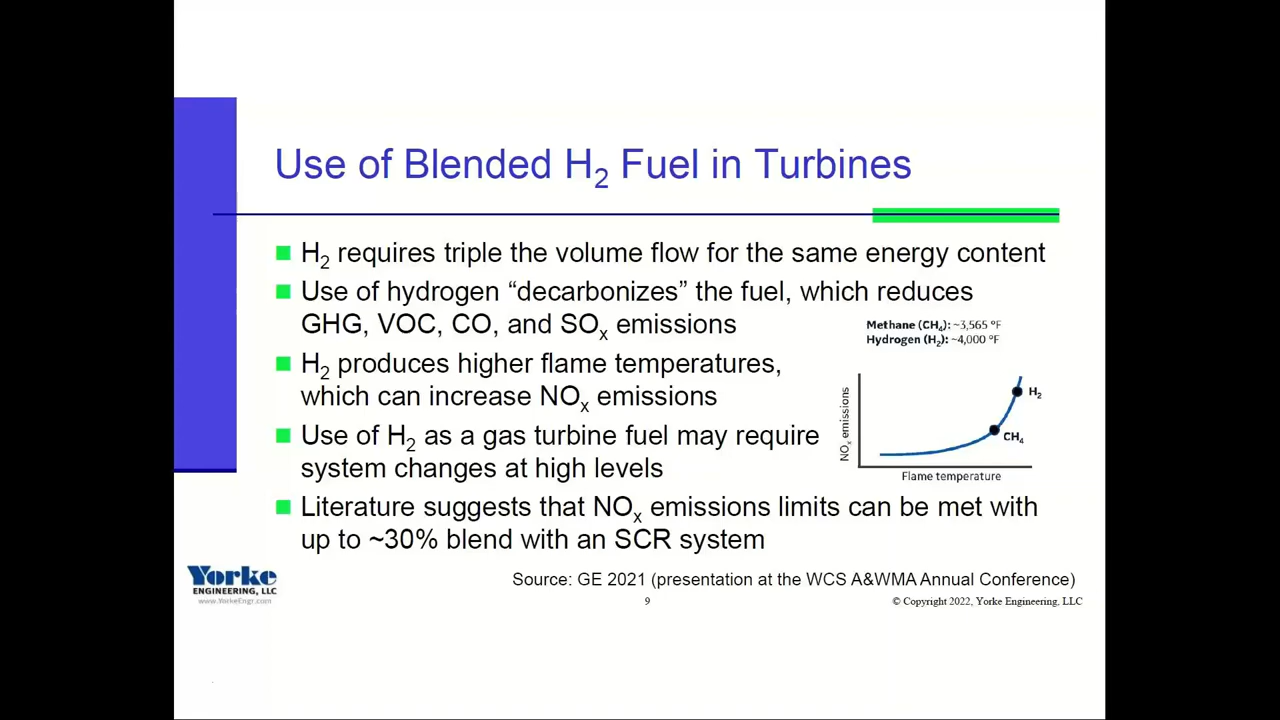 Use of Blended H₂ Fuel in Turbines
H₂ requires triple the volume flow for the same energy content
Use of hydrogen “decarbonizes” the fuel, which reduces
GHG, VOC, CO, and SOₓ emissions
H₂ produces higher flame temperatures,
which can increase NOₓ emissions
Use of H₂ as a gas turbine fuel may require
system changes at high levels
Literature suggests that NOₓ emissions limits can be met with
up to ~30% blend with an SCR system
Methane (CH₄): ~3,565 °F
Hydrogen (H₂): ~4,000 °F
NOₓ emissions
H₂
CH₄
Flame temperature
Source: GE 2021 (presentation at the WCS A&WMA Annual Conference)
Yorke
ENGINEERING, LLC
www.YorkeEngr.com
9
© Copyright 2022, Yorke Engineering, LLC